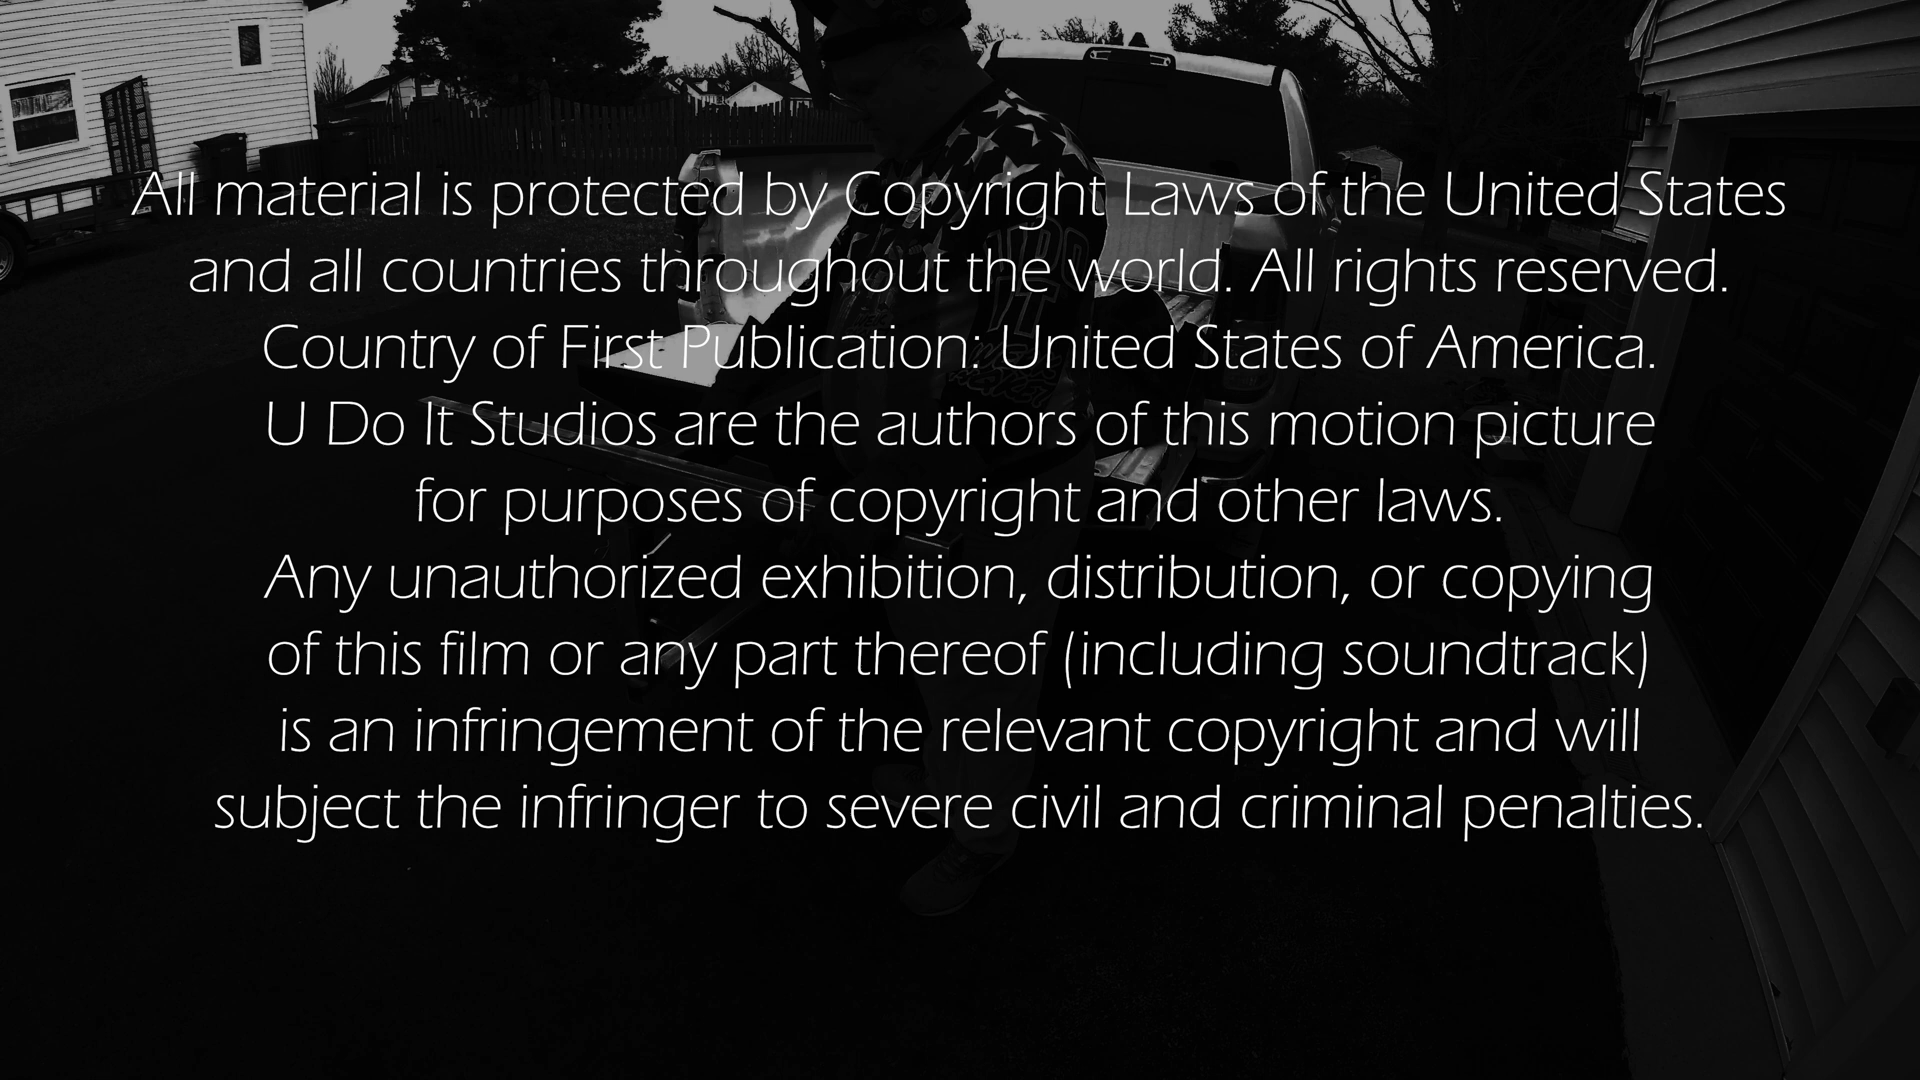 All material is protected by Copyright Laws of the United States
and all countries throughout the world. All rights reserved.
Country of First Publication: United States of America.
U Do It Studios are the authors of this motion picture
for purposes of copyright and other laws.
Any unauthorized exhibition, distribution, or copying
of this film or any part thereof (including soundtrack)
is an infringement of the relevant copyright and will
subject the infringer to severe civil and criminal penalties.